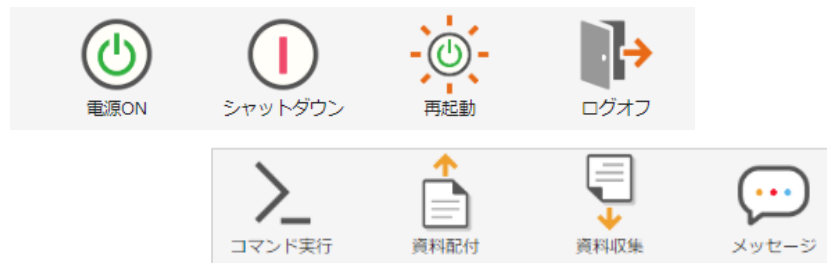 電源ON
シャットダウン
再起動
ログオフ
コマンド実行
資料配付
資料収集
メッセージ